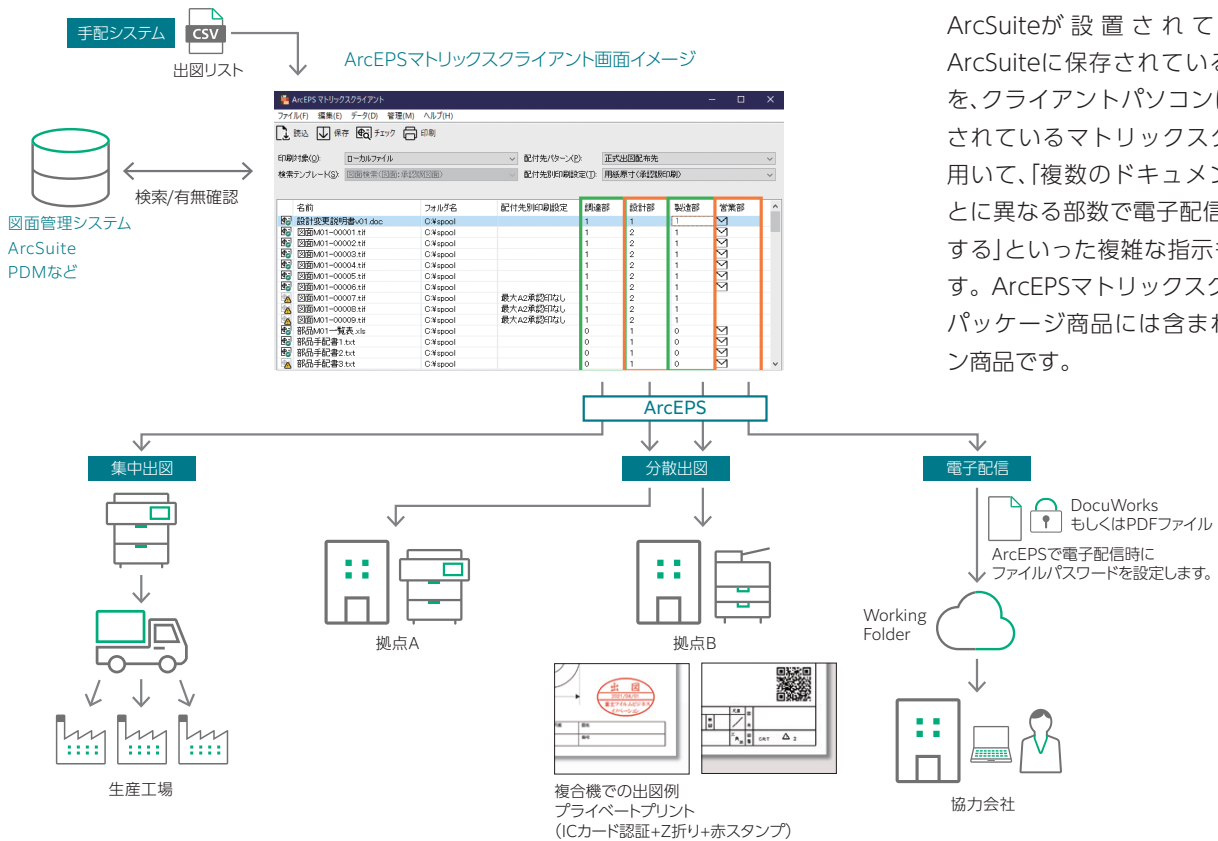 手配システム
CSV
出図リスト
ArcEPSマトリックスクライアント画面イメージ
検索/有無確認
図面管理システム
ArcSuite
PDMなど
ArcEPS マトリックスクライアント
ファイル(F) 編集(E) データ(D) 管理(M) ヘルプ(H)
読込 保存 チェック 印刷
印刷対象(O): ローカルファイル 配付先パターン(P): 正式出図配布先
検索テンプレート(S): 図面検索(図面:承認版図面) 配付先別印刷設定(T): 用紙原寸(承認版印刷)
名前 フォルダ名 配付先別印刷設定 調達部 設計部 製造部 営業部
設計変更説明書v01.doc C:¥spool 1 1 1
図面M01-00001.tif C:¥spool 1 2 1
図面M01-00002.tif C:¥spool 1 2 1
図面M01-00003.tif C:¥spool 1 2 1
図面M01-00004.tif C:¥spool 1 2 1
図面M01-00005.tif C:¥spool 1 2 1
図面M01-00006.tif C:¥spool 1 2 1
図面M01-00007.tif C:¥spool 最大A2承認印なし 1 2 1
図面M01-00008.tif C:¥spool 最大A2承認印なし 1 2 1
図面M01-00009.tif C:¥spool 最大A2承認印なし 1 2 1
部品M01一覧表.xls C:¥spool 0 1 0
部品手配書1.txt C:¥spool 0 1 0
部品手配書2.txt C:¥spool 0 1 0
部品手配書3.txt C:¥spool 0 1 0
ArcSuiteが設置されて
ArcSuiteに保存されている
を、クライアントパソコンに
されているマトリックスク
用いて、「複数のドキュメン
とに異なる部数で電子配信
する」といった複雑な指示も
す。ArcEPSマトリックスク
パッケージ商品には含まれ
ン商品です。
ArcEPS
集中出図
分散出図
電子配信
DocuWorks
もしくはPDFファイル
ArcEPSで電子配信時に
ファイルパスワードを設定します。
Working
Folder
拠点A
拠点B
出図
2021/04/01
生産工場
複合機での出図例
プライベートプリント
（ICカード認証+Z折り+赤スタンプ）
協力会社